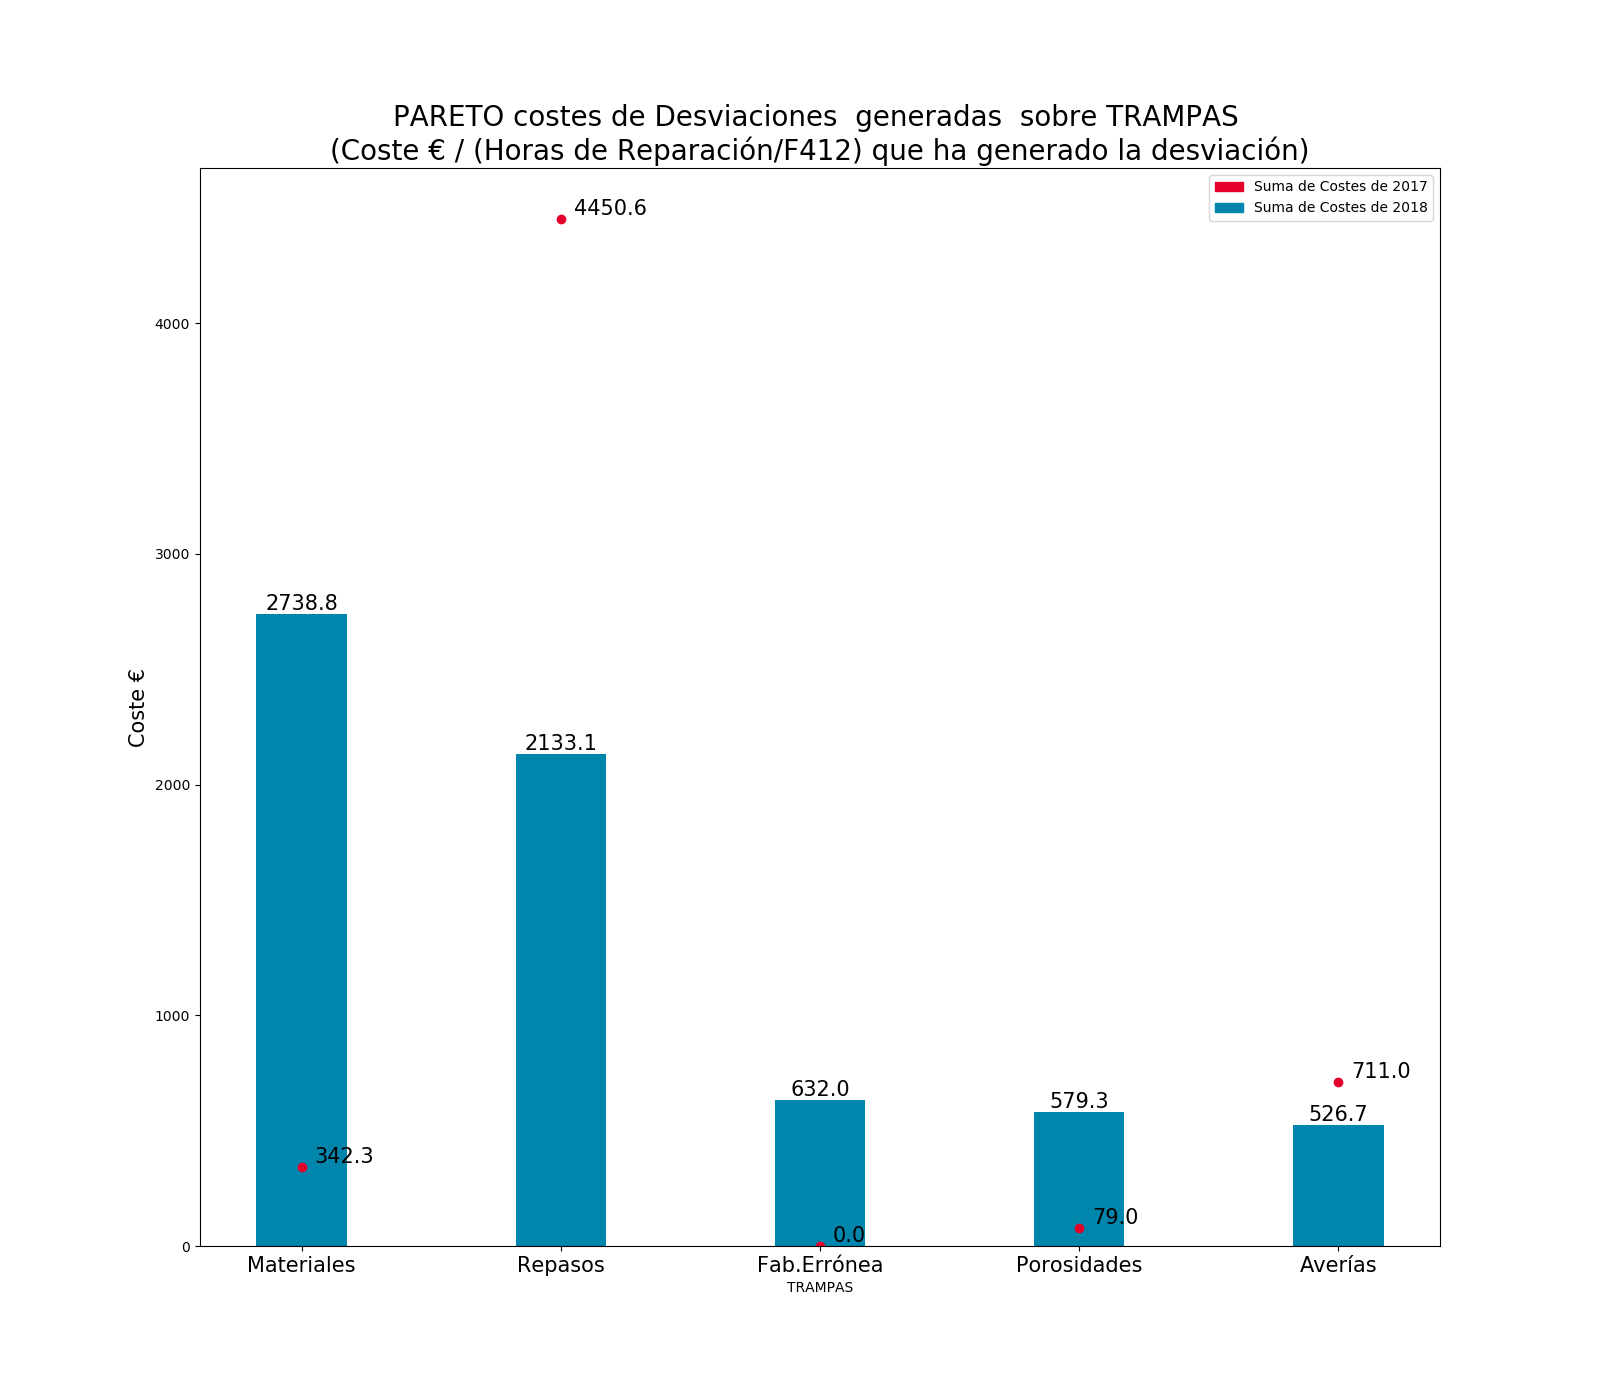 PARETO costes de Desviaciones  generadas  sobre TRAMPAS
(Coste € / (Horas de Reparación/F412) que ha generado la desviación)
Suma de Costes de 2017
Suma de Costes de 2018
4450.6
4000
3000
2738.8
2133.1
2000
Coste €
1000
711.0
632.0
579.3
526.7
342.3
79.0
0.0
0
Materiales
Repasos
Fab.Errónea
Porosidades
Averías
TRAMPAS